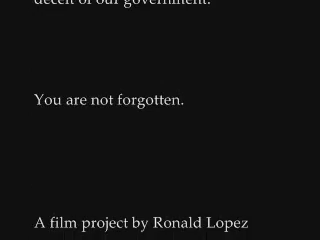 deceit of our government.
You are not forgotten.
A film project by Ronald Lopez